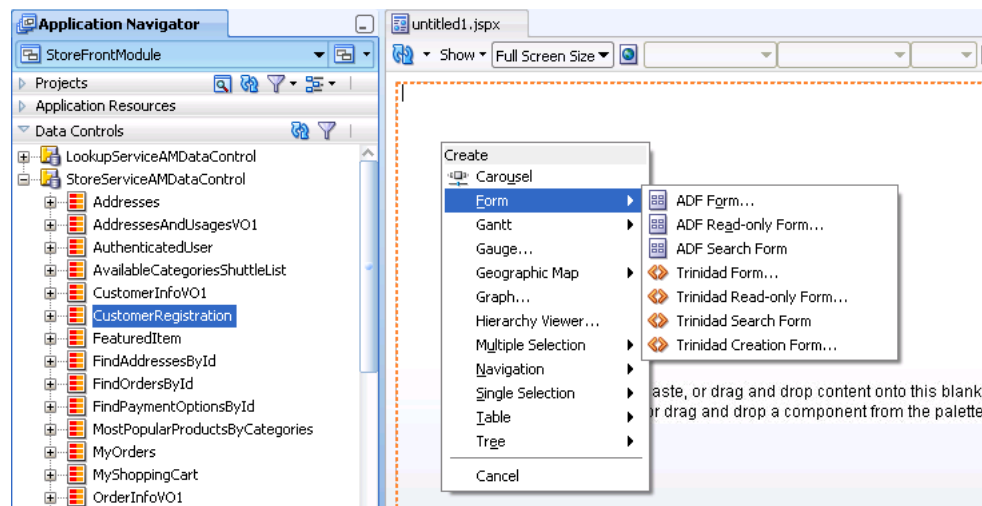 Application Navigator
StoreFrontModule
Projects
Application Resources
Data Controls
LookupServiceAMDataControl
StoreServiceAMDataControl
Addresses
AddressesAndUsagesVO1
AuthenticatedUser
AvailableCategoriesShuttleList
CustomerInfoVO1
CustomerRegistration
FeaturedItem
FindAddressesById
FindOrdersById
FindPaymentOptionsById
MostPopularProductsByCategories
MyOrders
MyShoppingCart
OrderInfoVO1
untitled1.jspx
Show Full Screen Size
Create
Carousel
Form
Gantt
Gauge...
Geographic Map
Graph...
Hierarchy Viewer...
Multiple Selection
Navigation
Single Selection
Table
Tree
Cancel
ADF Form...
ADF Read-only Form...
ADF Search Form
Trinidad Form...
Trinidad Read-only Form...
Trinidad Search Form
Trinidad Creation Form...
aste, or drag and drop content onto this blank
or drag and drop a component from the palette